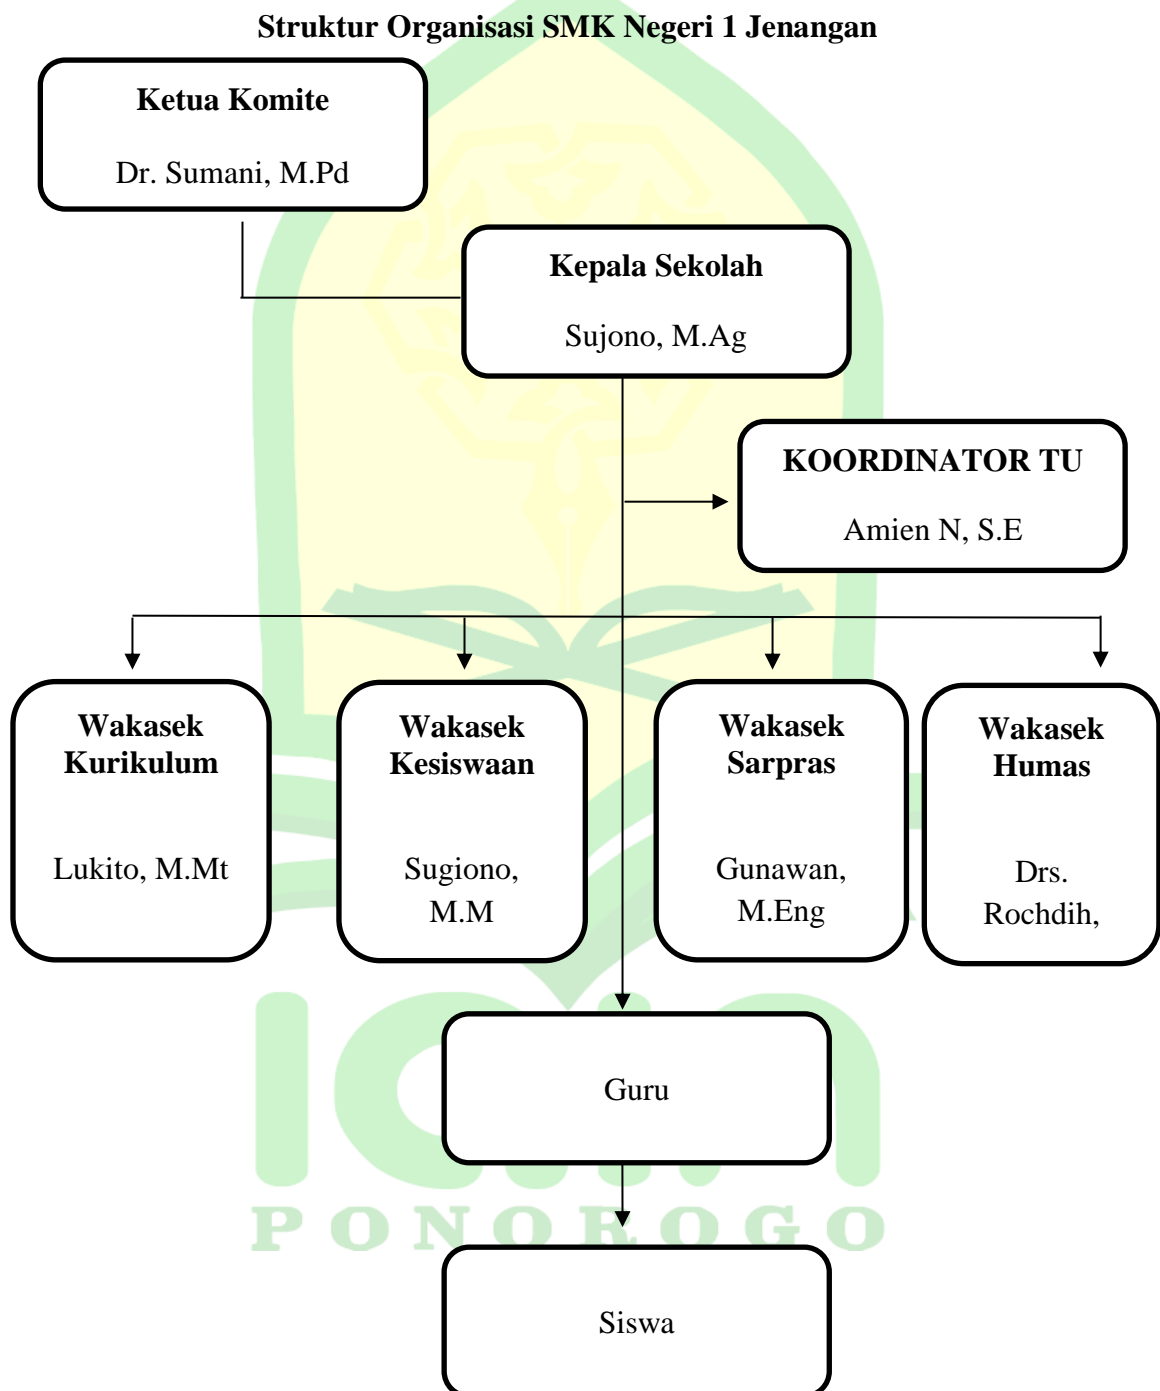 Struktur Organisasi SMK Negeri 1 Jenangan
Ketua Komite
Dr. Sumani, M.Pd
Kepala Sekolah
Sujono, M.Ag
KOORDINATOR TU
Amien N, S.E
Wakasek
Kurikulum
Lukito, M.Mt
Wakasek
Kesiswaan
Sugiono,
M.M
Wakasek
Sarpras
Gunawan,
M.Eng
Wakasek
Humas
Drs.
Rochdih,
Guru
Siswa
iain
PONOROGO